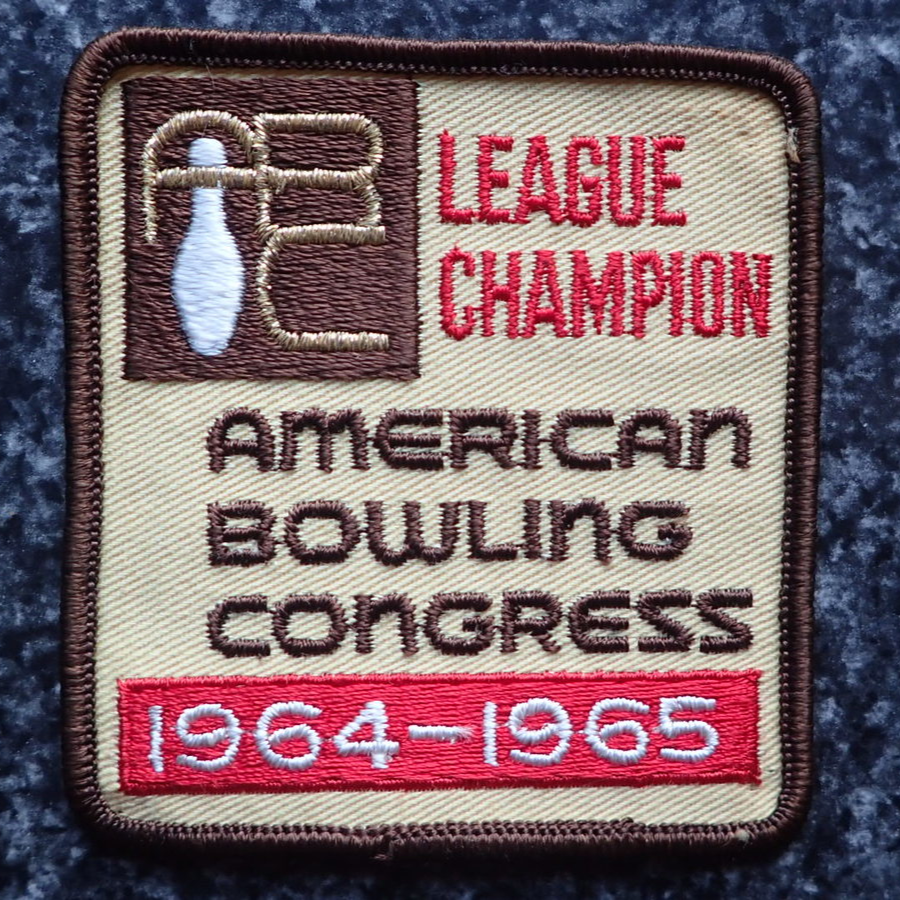 ABC
LEAGUE
CHAMPION
AMERICAN
BOWLING
CONGRESS
1964-1965